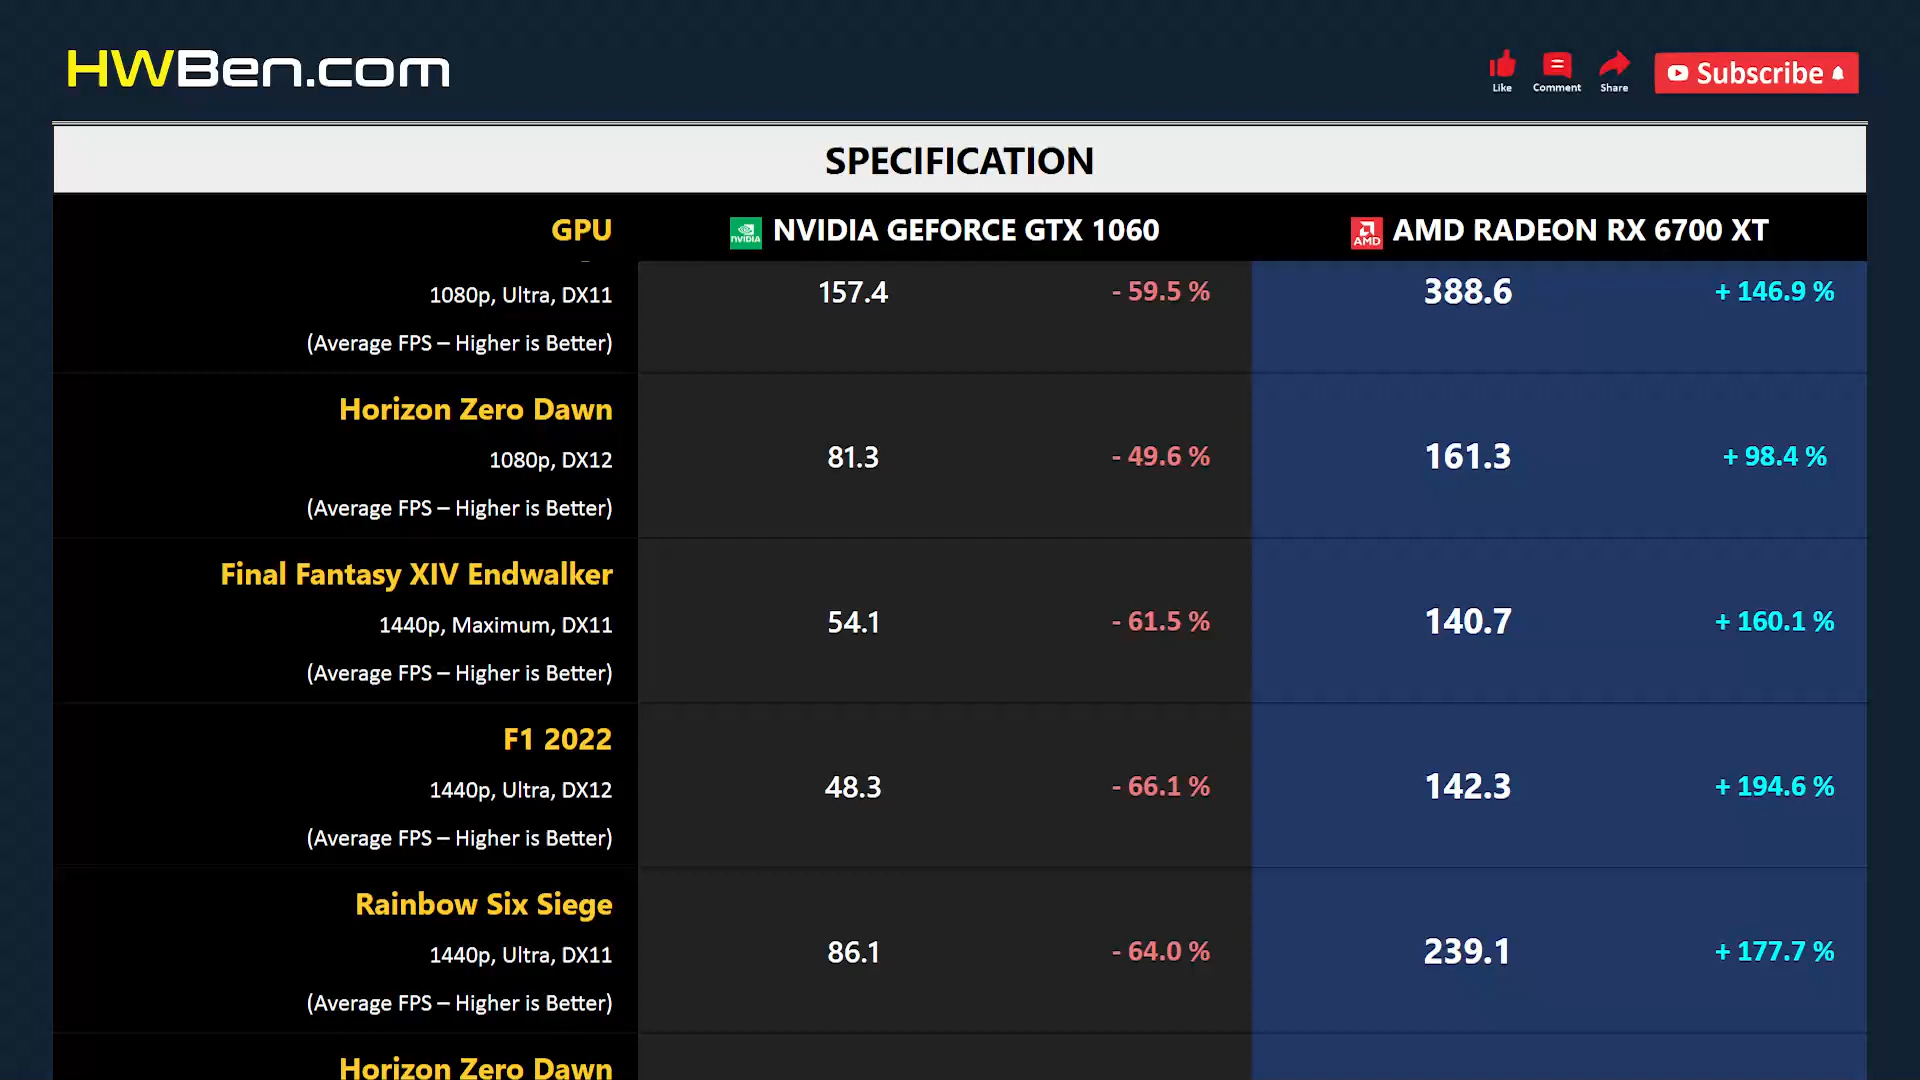 HWBen.com
Like
Comment
Share
Subscribe
SPECIFICATION
GPU
NVIDIA
NVIDIA GEFORCE GTX 1060
AMD
AMD RADEON RX 6700 XT
1080p, Ultra, DX11
(Average FPS – Higher is Better)
157.4
- 59.5 %
388.6
+ 146.9 %
Horizon Zero Dawn
1080p, DX12
(Average FPS – Higher is Better)
81.3
- 49.6 %
161.3
+ 98.4 %
Final Fantasy XIV Endwalker
1440p, Maximum, DX11
(Average FPS – Higher is Better)
54.1
- 61.5 %
140.7
+ 160.1 %
F1 2022
1440p, Ultra, DX12
(Average FPS – Higher is Better)
48.3
- 66.1 %
142.3
+ 194.6 %
Rainbow Six Siege
1440p, Ultra, DX11
(Average FPS – Higher is Better)
86.1
- 64.0 %
239.1
+ 177.7 %
Horizon Zero Dawn